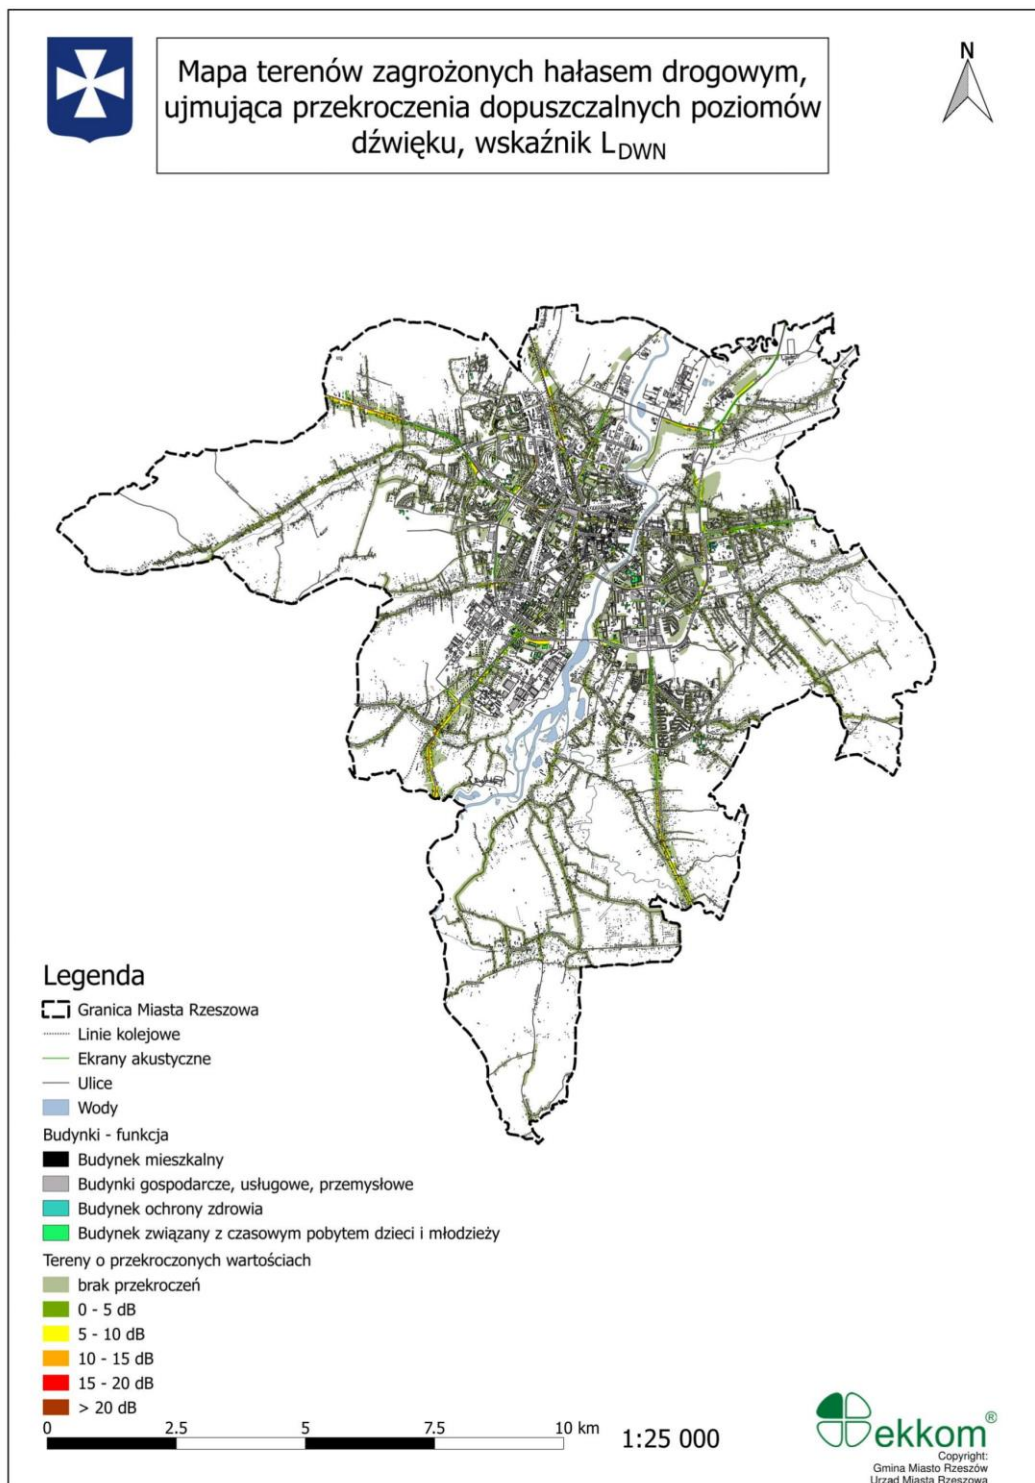 Mapa terenów zagrożonych hałasem drogowym,
ujmująca przekroczenia dopuszczalnych poziomów
dźwięku, wskaźnik LDWN
N
Legenda
Granica Miasta Rzeszowa
Linie kolejowe
Ekrany akustyczne
Ulice
Wody
Budynki - funkcja
Budynek mieszkalny
Budynki gospodarcze, usługowe, przemysłowe
Budynek ochrony zdrowia
Budynek związany z czasowym pobytem dzieci i młodzieży
Tereny o przekroczonych wartościach
brak przekroczeń
0 - 5 dB
5 - 10 dB
10 - 15 dB
15 - 20 dB
> 20 dB
0 2.5 5 7.5 10 km
1:25 000
ekkom®
Copyright:
Gmina Miasto Rzeszów
Urząd Miasta Rzeszowa